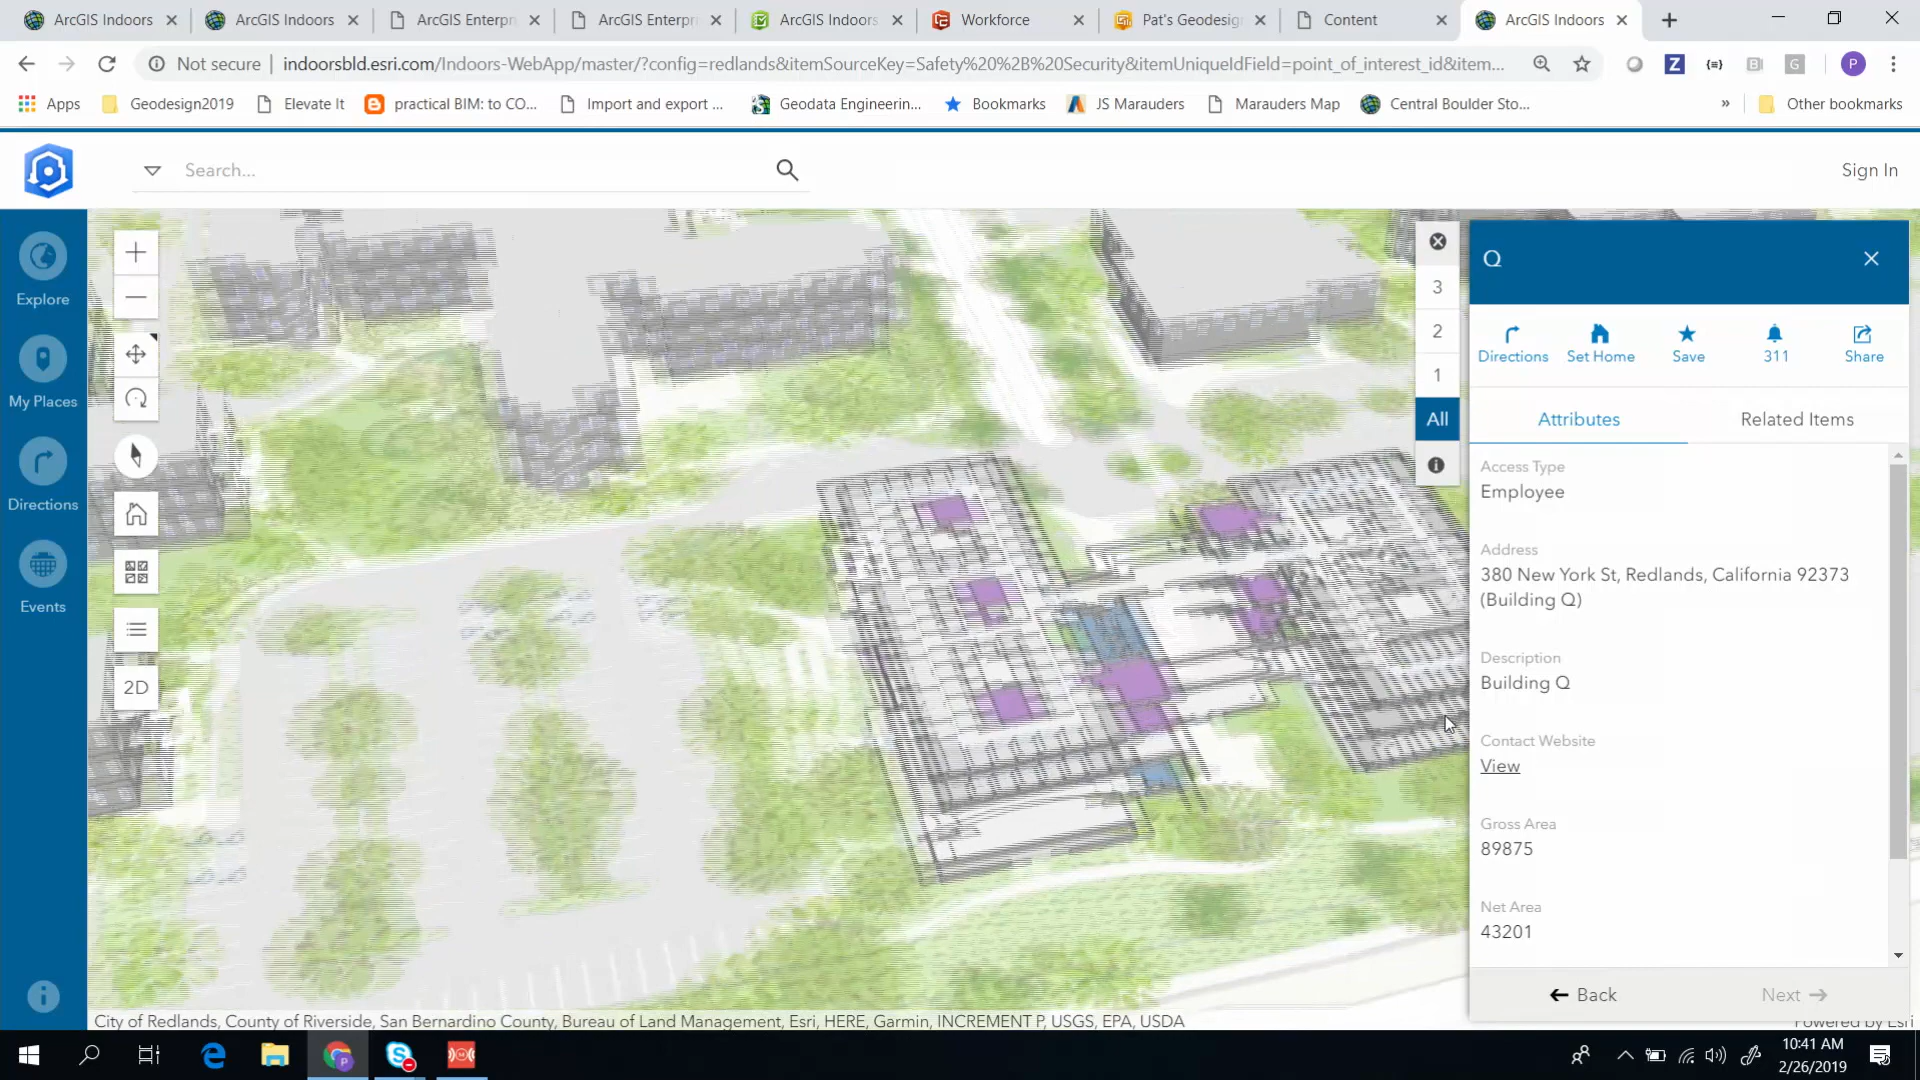 ArcGIS Indoors
ArcGIS Indoors
ArcGIS Enterpr
ArcGIS Enterpri
ArcGIS Indoors
Workforce
Pat's Geodesig
Content
ArcGIS Indoors
Not secure
indoorsbld.esri.com/Indoors-WebApp/master/?config=redlands&itemSourceKey=Safety%20%2B%20Security&itemUniqueIdField=point_of_interest_id&item...
Apps
Geodesign2019
Elevate It
practical BIM: to CO...
Import and export ...
Geodata Engineerin...
Bookmarks
JS Marauders
Marauders Map
Central Boulder Sto...
»
Other bookmarks
Search...
Sign In
Explore
My Places
Directions
Events
2D
3
2
1
All
Q
Directions
Set Home
Save
311
Share
Attributes
Related Items
Access Type
Employee
Address
380 New York St, Redlands, California 92373
(Building Q)
Description
Building Q
Contact Website
View
Gross Area
89875
Net Area
43201
Back
Next
City of Redlands, County of Riverside, San Bernardino County, Bureau of Land Management, Esri, HERE, Garmin, INCREMENT P, USGS, EPA, USDA
Powered by Esri
10:41 AM
2/26/2019